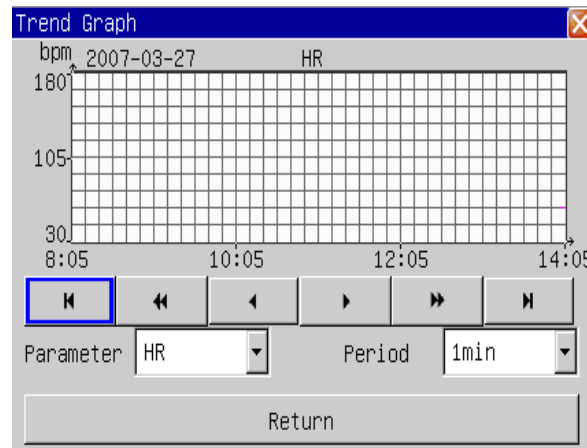 Trend Graph
bpm 2007-03-27 HR
180
105
30
8:05 10:05 12:05 14:05
Parameter HR Period 1min
Return